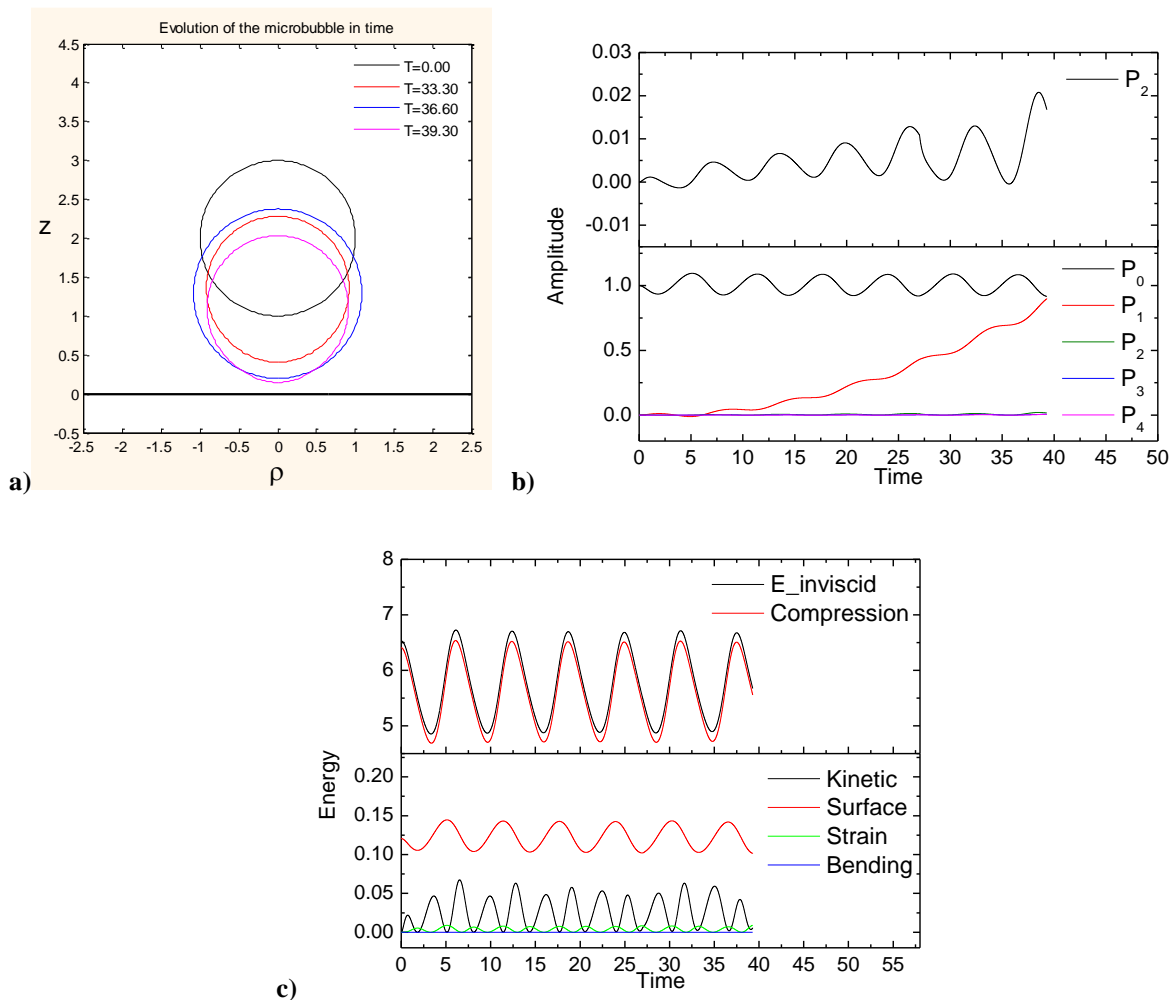 Evolution of the microbubble in time
4.5
4
3.5
3
2.5
2
1.5
1
0.5
0
-0.5
z
T=0.00
T=33.30
T=36.60
T=39.30
-2.5 -2 -1.5 -1 -0.5 0 0.5 1 1.5 2 2.5
ρ
a)
0.03
0.02
0.01
0.00
-0.01
P2
Amplitude
1.0
0.5
0.0
P0
P1
P2
P3
P4
0 5 10 15 20 25 30 35 40 45 50
Time
b)
8
7
6
5
E_inviscid
Compression
Energy
0.20
0.15
0.10
0.05
0.00
Kinetic
Surface
Strain
Bending
0 5 10 15 20 25 30 35 40 45 50 55
Time
c)